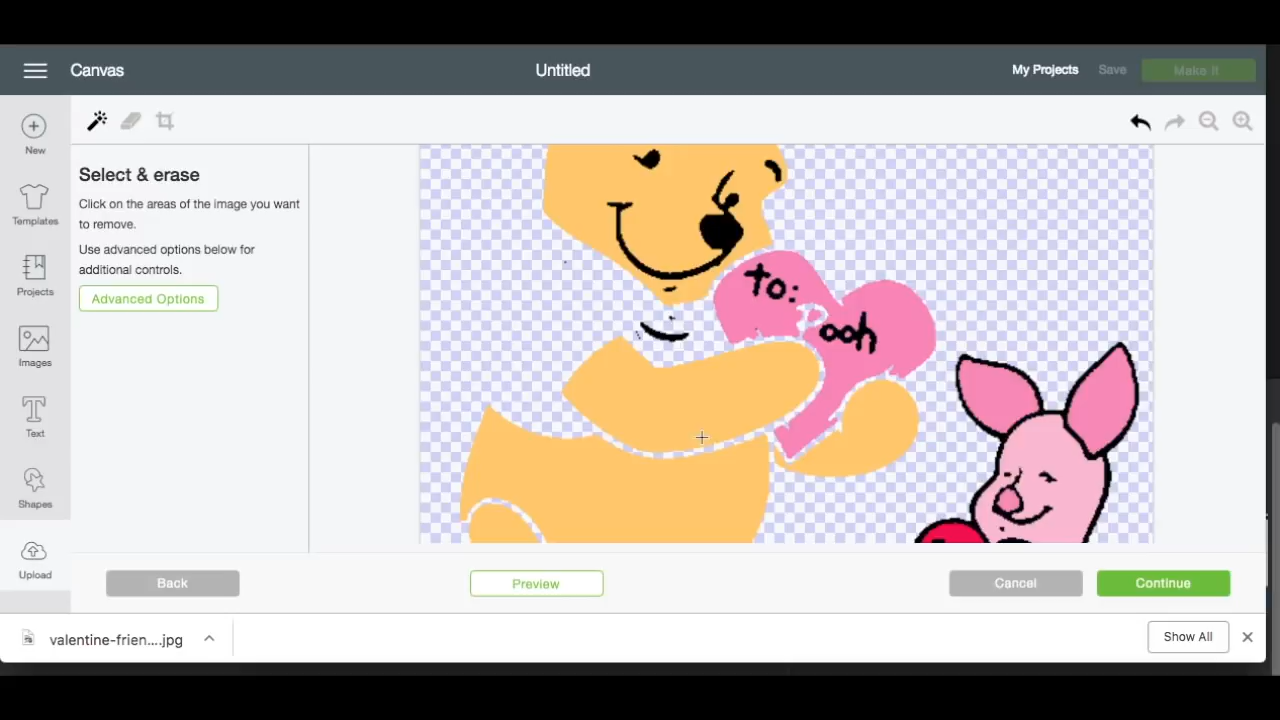 Canvas
Untitled
My Projects
Save
Make It
New
Templates
Projects
Images
Text
Shapes
Upload
Select & erase
Click on the areas of the image you want
to remove.
Use advanced options below for
additional controls.
Advanced Options
to:
Pooh
Back
Preview
Cancel
Continue
valentine-frien....jpg
Show All